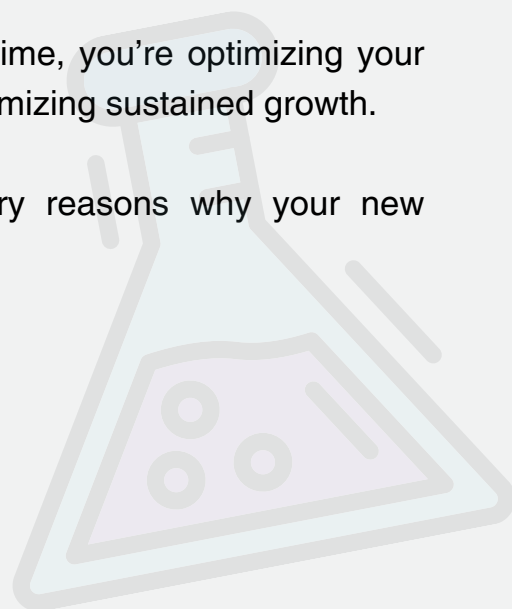 ime, you're optimizing your
mizing sustained growth.
ry reasons why your new